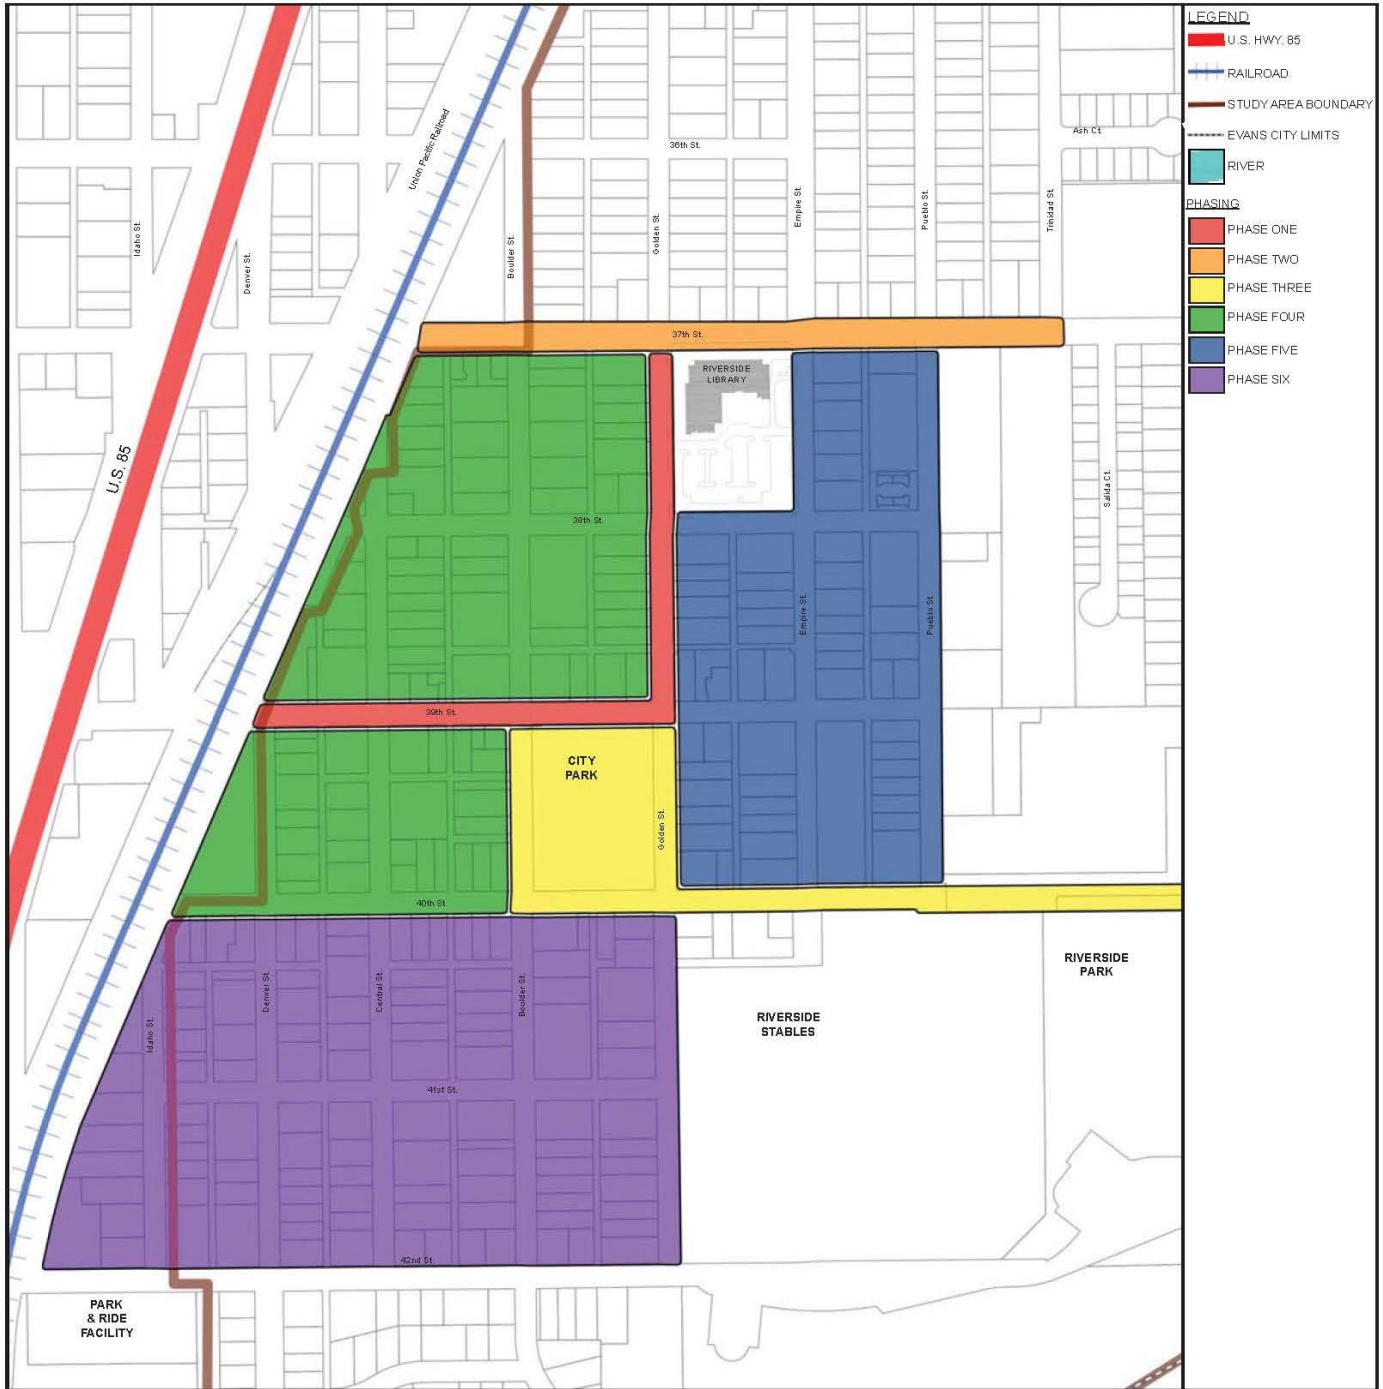 LEGEND
U.S. HWY. 85
RAILROAD
STUDY AREA BOUNDARY
EVANS CITY LIMITS
RIVER
PHASING
PHASE ONE
PHASE TWO
PHASE THREE
PHASE FOUR
PHASE FIVE
PHASE SIX
Union Pacific Railroad
Ash Ct.
36th St.
Idaho St.
Denver St.
Boulder St.
Golden St.
Empire St.
Pueblo St.
Trinidad St.
37th St.
RIVERSIDE
LIBRARY
U.S. 85
Salida Ct.
38th St.
Empire St.
Pueblo St.
39th St.
CITY
PARK
Golden St.
40th St.
RIVERSIDE
PARK
RIVERSIDE
STABLES
Idaho St.
Denver St.
Central St.
Boulder St.
41st St.
42nd St.
PARK
& RIDE
FACILITY